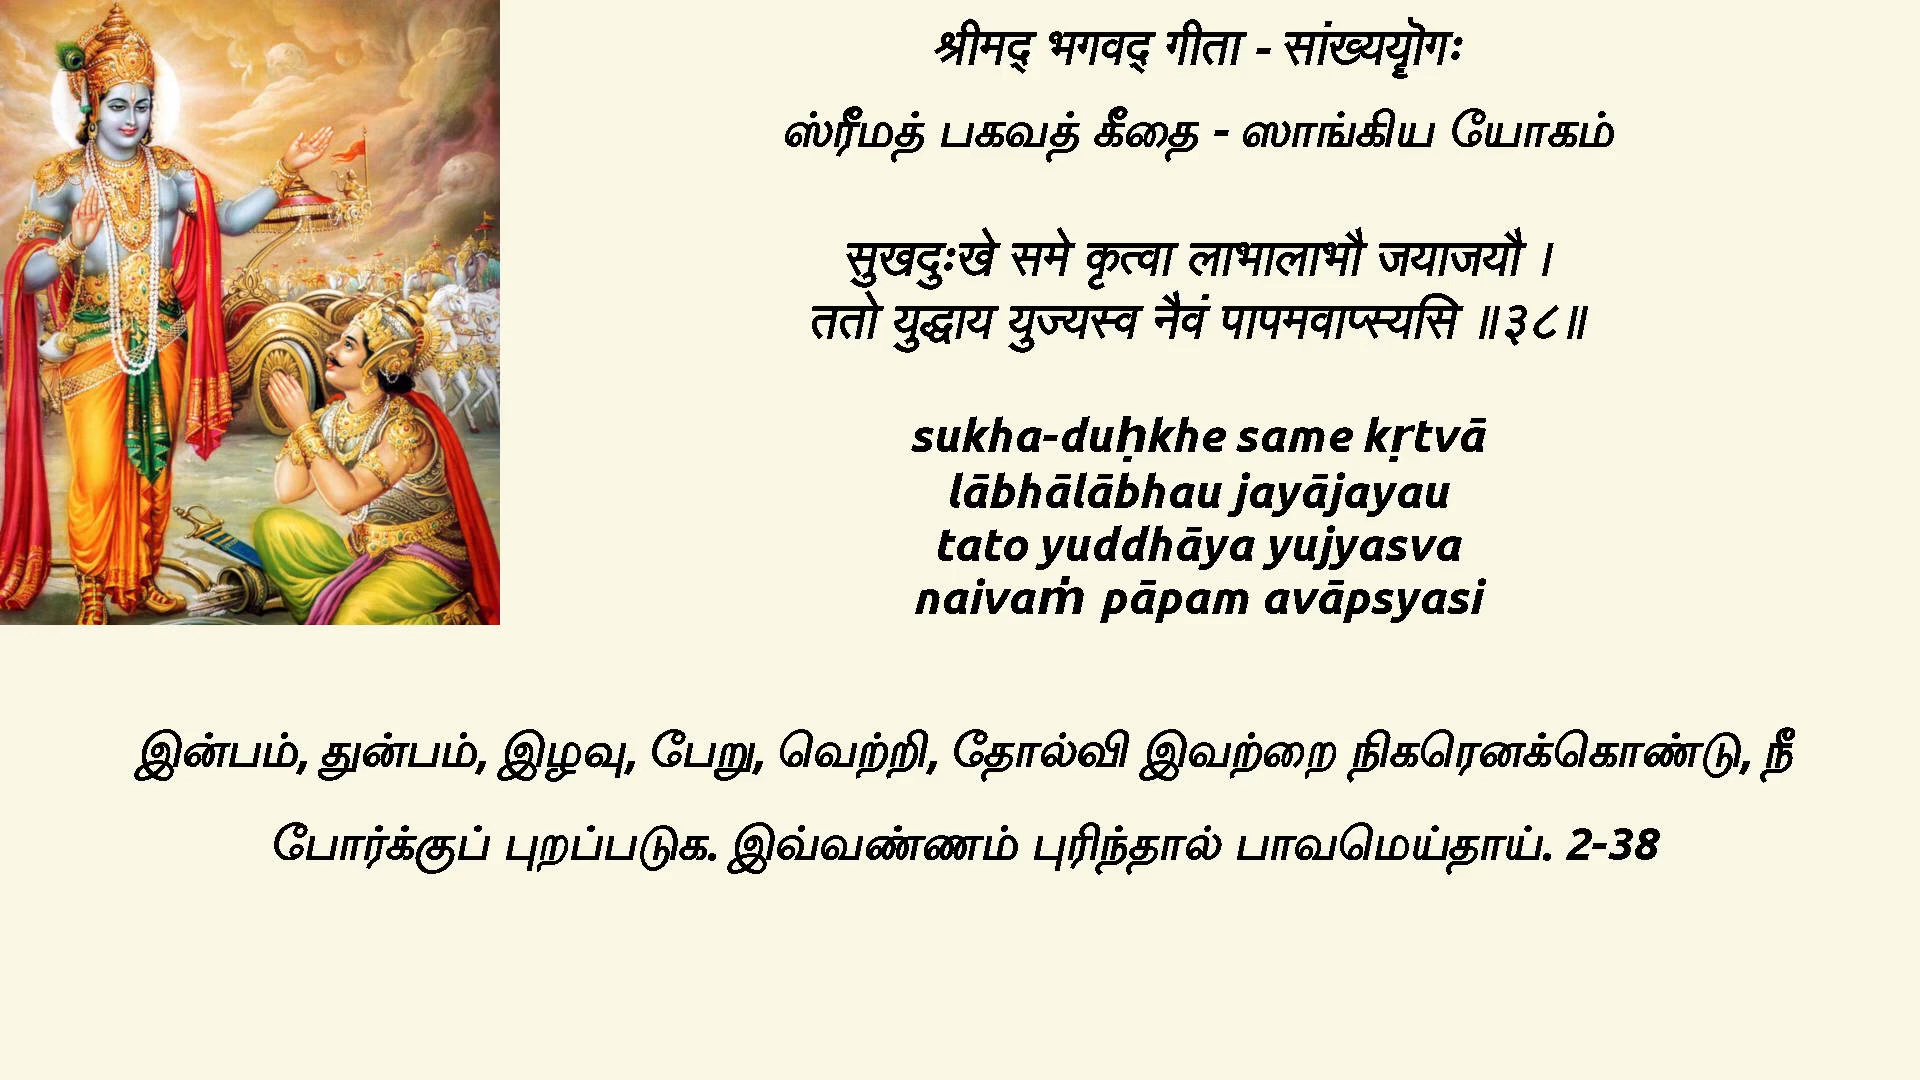 श्रीमद् भगवद् गीता - सांख्ययॄॊगः
ஸ்ரீமத் பகவத் கீதை - ஸாங்கிய யோகம்
सुखदुःखे समे कृत्वा लाभालाभौ जयाजयौ ।
ततो युद्धाय युज्यस्व नैवं पापमवाप्स्यसि ॥३८॥
sukha-duḥkhe same kṛtvā
lābhālābhau jayājayau
tato yuddhāya yujyasva
naivaṁ pāpam avāpsyasi
இன்பம், துன்பம், இழவு, பேறு, வெற்றி, தோல்வி இவற்றை நிகரெனக்கொண்டு, நீ
போர்க்குப் புறப்படுக. இவ்வண்ணம் புரிந்தால் பாவமெய்தாய். 2-38